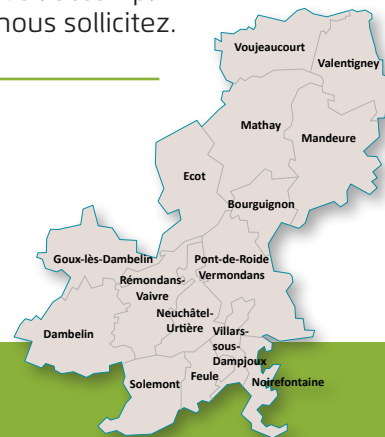 nous sollicitez.
Voujeaucourt
Valentigney
Mathay
Mandeure
Ecot
Bourguignon
Goux-lès-Dambelin
Pont-de-Roide
Vermondans
Rémondans-
Vaivre
Neuchâtel-
Urtière
Villars-
sous-
Dampjoux
Dambelin
Feule
Solemont
Noirefontaine